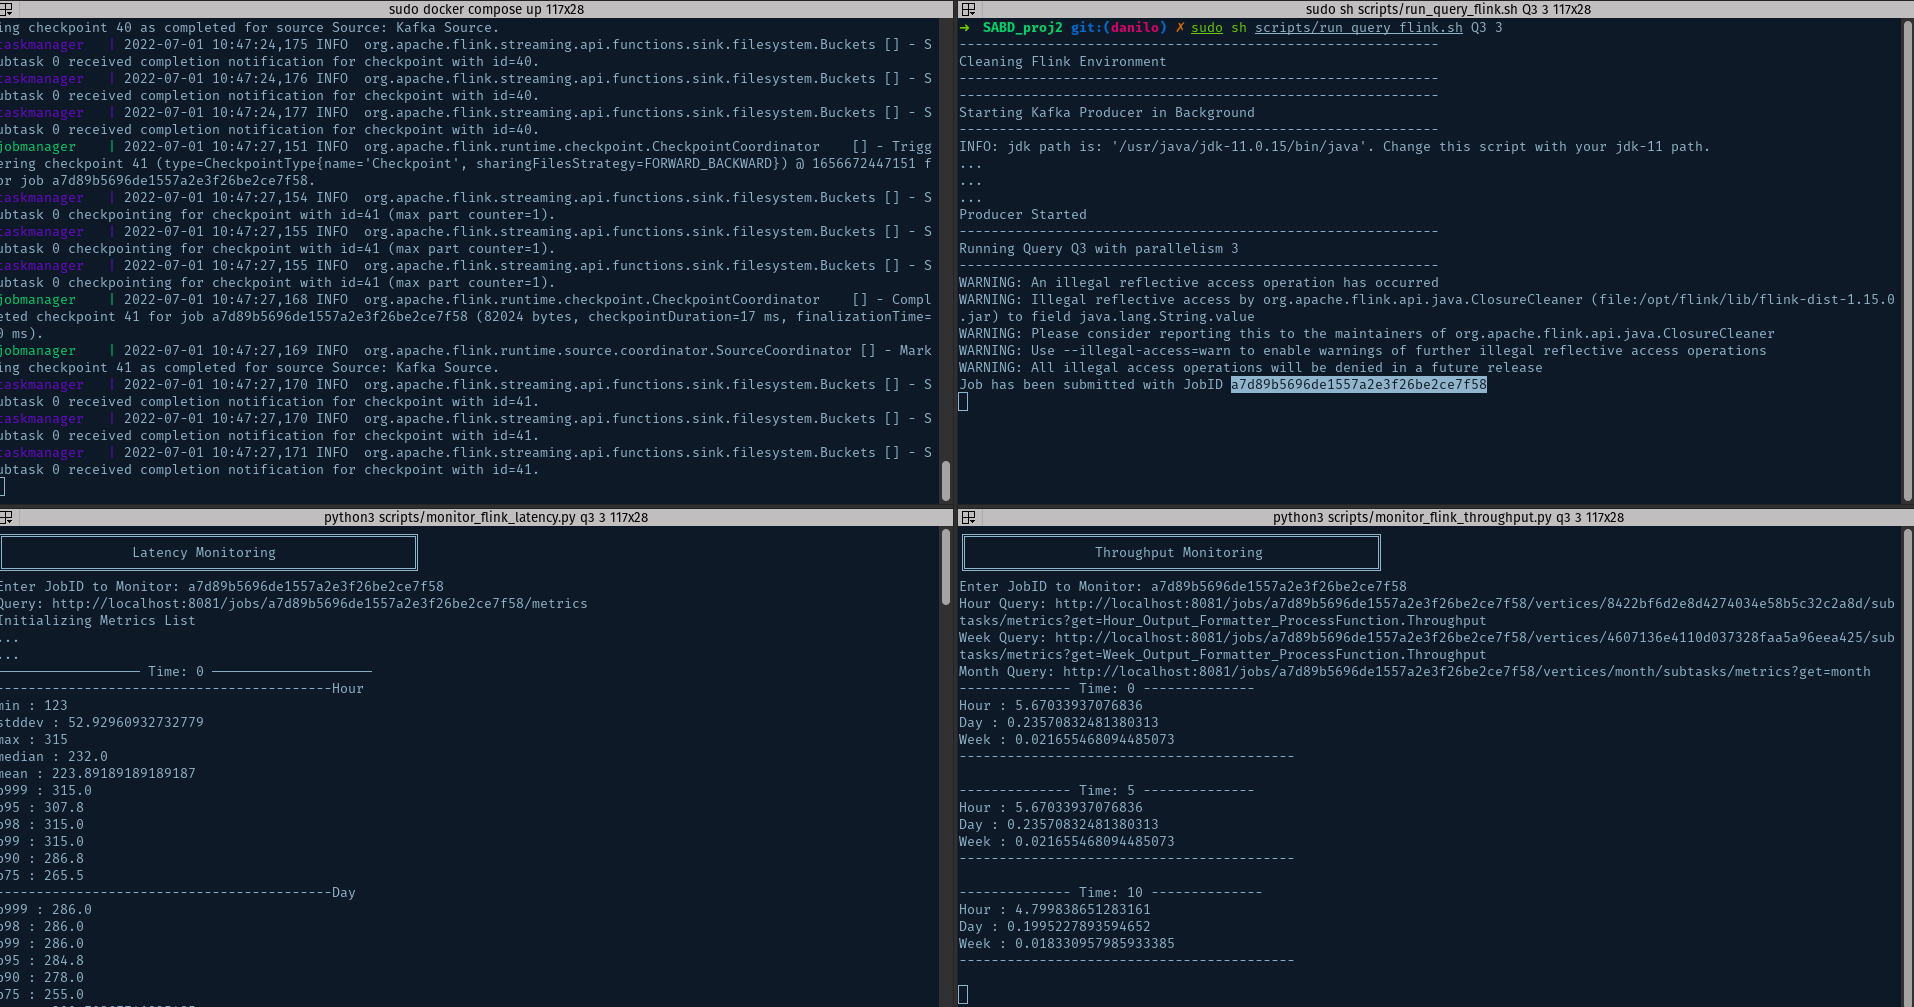 sudo docker compose up 117x28
ing checkpoint 40 as completed for source Source: Kafka Source.
taskmanager   | 2022-07-01 10:47:24,175 INFO  org.apache.flink.streaming.api.functions.sink.filesystem.Buckets [] - S
ubtask 0 received completion notification for checkpoint with id=40.
taskmanager   | 2022-07-01 10:47:24,176 INFO  org.apache.flink.streaming.api.functions.sink.filesystem.Buckets [] - S
ubtask 0 received completion notification for checkpoint with id=40.
taskmanager   | 2022-07-01 10:47:24,177 INFO  org.apache.flink.streaming.api.functions.sink.filesystem.Buckets [] - S
ubtask 0 received completion notification for checkpoint with id=40.
jobmanager    | 2022-07-01 10:47:27,151 INFO  org.apache.flink.runtime.checkpoint.CheckpointCoordinator    [] - Trigg
ering checkpoint 41 (type=CheckpointType{name='Checkpoint', sharingFilesStrategy=FORWARD_BACKWARD}) @ 1656672447151 f
or job a7d89b5696de1557a2e3f26be2ce7f58.
taskmanager   | 2022-07-01 10:47:27,154 INFO  org.apache.flink.streaming.api.functions.sink.filesystem.Buckets [] - S
ubtask 0 checkpointing for checkpoint with id=41 (max part counter=1).
taskmanager   | 2022-07-01 10:47:27,155 INFO  org.apache.flink.streaming.api.functions.sink.filesystem.Buckets [] - S
ubtask 0 checkpointing for checkpoint with id=41 (max part counter=1).
taskmanager   | 2022-07-01 10:47:27,155 INFO  org.apache.flink.streaming.api.functions.sink.filesystem.Buckets [] - S
ubtask 0 checkpointing for checkpoint with id=41 (max part counter=1).
jobmanager    | 2022-07-01 10:47:27,168 INFO  org.apache.flink.runtime.checkpoint.CheckpointCoordinator    [] - Compl
eted checkpoint 41 for job a7d89b5696de1557a2e3f26be2ce7f58 (82024 bytes, checkpointDuration=17 ms, finalizationTime=
0 ms).
jobmanager    | 2022-07-01 10:47:27,169 INFO  org.apache.flink.runtime.source.coordinator.SourceCoordinator [] - Mark
ing checkpoint 41 as completed for source Source: Kafka Source.
taskmanager   | 2022-07-01 10:47:27,170 INFO  org.apache.flink.streaming.api.functions.sink.filesystem.Buckets [] - S
ubtask 0 received completion notification for checkpoint with id=41.
taskmanager   | 2022-07-01 10:47:27,170 INFO  org.apache.flink.streaming.api.functions.sink.filesystem.Buckets [] - S
ubtask 0 received completion notification for checkpoint with id=41.
taskmanager   | 2022-07-01 10:47:27,171 INFO  org.apache.flink.streaming.api.functions.sink.filesystem.Buckets [] - S
ubtask 0 received completion notification for checkpoint with id=41.
sudo sh scripts/run_query_flink.sh Q3 3 117x28
➜  SABD_proj2 git:(danilo) ✗ sudo sh scripts/run_query_flink.sh Q3 3
------------------------------------------------------------
Cleaning Flink Environment
------------------------------------------------------------
------------------------------------------------------------
Starting Kafka Producer in Background
------------------------------------------------------------
INFO: jdk path is: '/usr/java/jdk-11.0.15/bin/java'. Change this script with your jdk-11 path.
...
...
...
Producer Started
------------------------------------------------------------
Running Query Q3 with parallelism 3
------------------------------------------------------------
WARNING: An illegal reflective access operation has occurred
WARNING: Illegal reflective access by org.apache.flink.api.java.ClosureCleaner (file:/opt/flink/lib/flink-dist-1.15.0
.jar) to field java.lang.String.value
WARNING: Please consider reporting this to the maintainers of org.apache.flink.api.java.ClosureCleaner
WARNING: Use --illegal-access=warn to enable warnings of further illegal reflective access operations
WARNING: All illegal access operations will be denied in a future release
Job has been submitted with JobID a7d89b5696de1557a2e3f26be2ce7f58
python3 scripts/monitor_flink_latency.py q3 3 117x28
Latency Monitoring
Enter JobID to Monitor: a7d89b5696de1557a2e3f26be2ce7f58
Query: http://localhost:8081/jobs/a7d89b5696de1557a2e3f26be2ce7f58/metrics
Initializing Metrics List
...
...
────────────────── Time: 0 ────────────────────
------------------------------------------Hour
min : 123
stddev : 52.92960932732779
max : 315
median : 232.0
mean : 223.89189189189187
p999 : 315.0
p95 : 307.8
p98 : 315.0
p99 : 315.0
p90 : 286.8
p75 : 265.5
------------------------------------------Day
p999 : 286.0
p98 : 286.0
p99 : 286.0
p95 : 284.8
p90 : 278.0
p75 : 255.0
python3 scripts/monitor_flink_throughput.py q3 3 117x28
Throughput Monitoring
Enter JobID to Monitor: a7d89b5696de1557a2e3f26be2ce7f58
Hour Query: http://localhost:8081/jobs/a7d89b5696de1557a2e3f26be2ce7f58/vertices/8422bf6d2e8d4274034e58b5c32c2a8d/sub
tasks/metrics?get=Hour_Output_Formatter_ProcessFunction.Throughput
Week Query: http://localhost:8081/jobs/a7d89b5696de1557a2e3f26be2ce7f58/vertices/4607136e4110d037328faa5a96eea425/sub
tasks/metrics?get=Week_Output_Formatter_ProcessFunction.Throughput
Month Query: http://localhost:8081/jobs/a7d89b5696de1557a2e3f26be2ce7f58/vertices/month/subtasks/metrics?get=month
-------------- Time: 0 --------------
Hour : 5.67033937076836
Day : 0.23570832481380313
Week : 0.021655468094485073
------------------------------------------
-------------- Time: 5 --------------
Hour : 5.67033937076836
Day : 0.23570832481380313
Week : 0.021655468094485073
------------------------------------------
-------------- Time: 10 --------------
Hour : 4.799838651283161
Day : 0.1995227893594652
Week : 0.018330957985933385
------------------------------------------